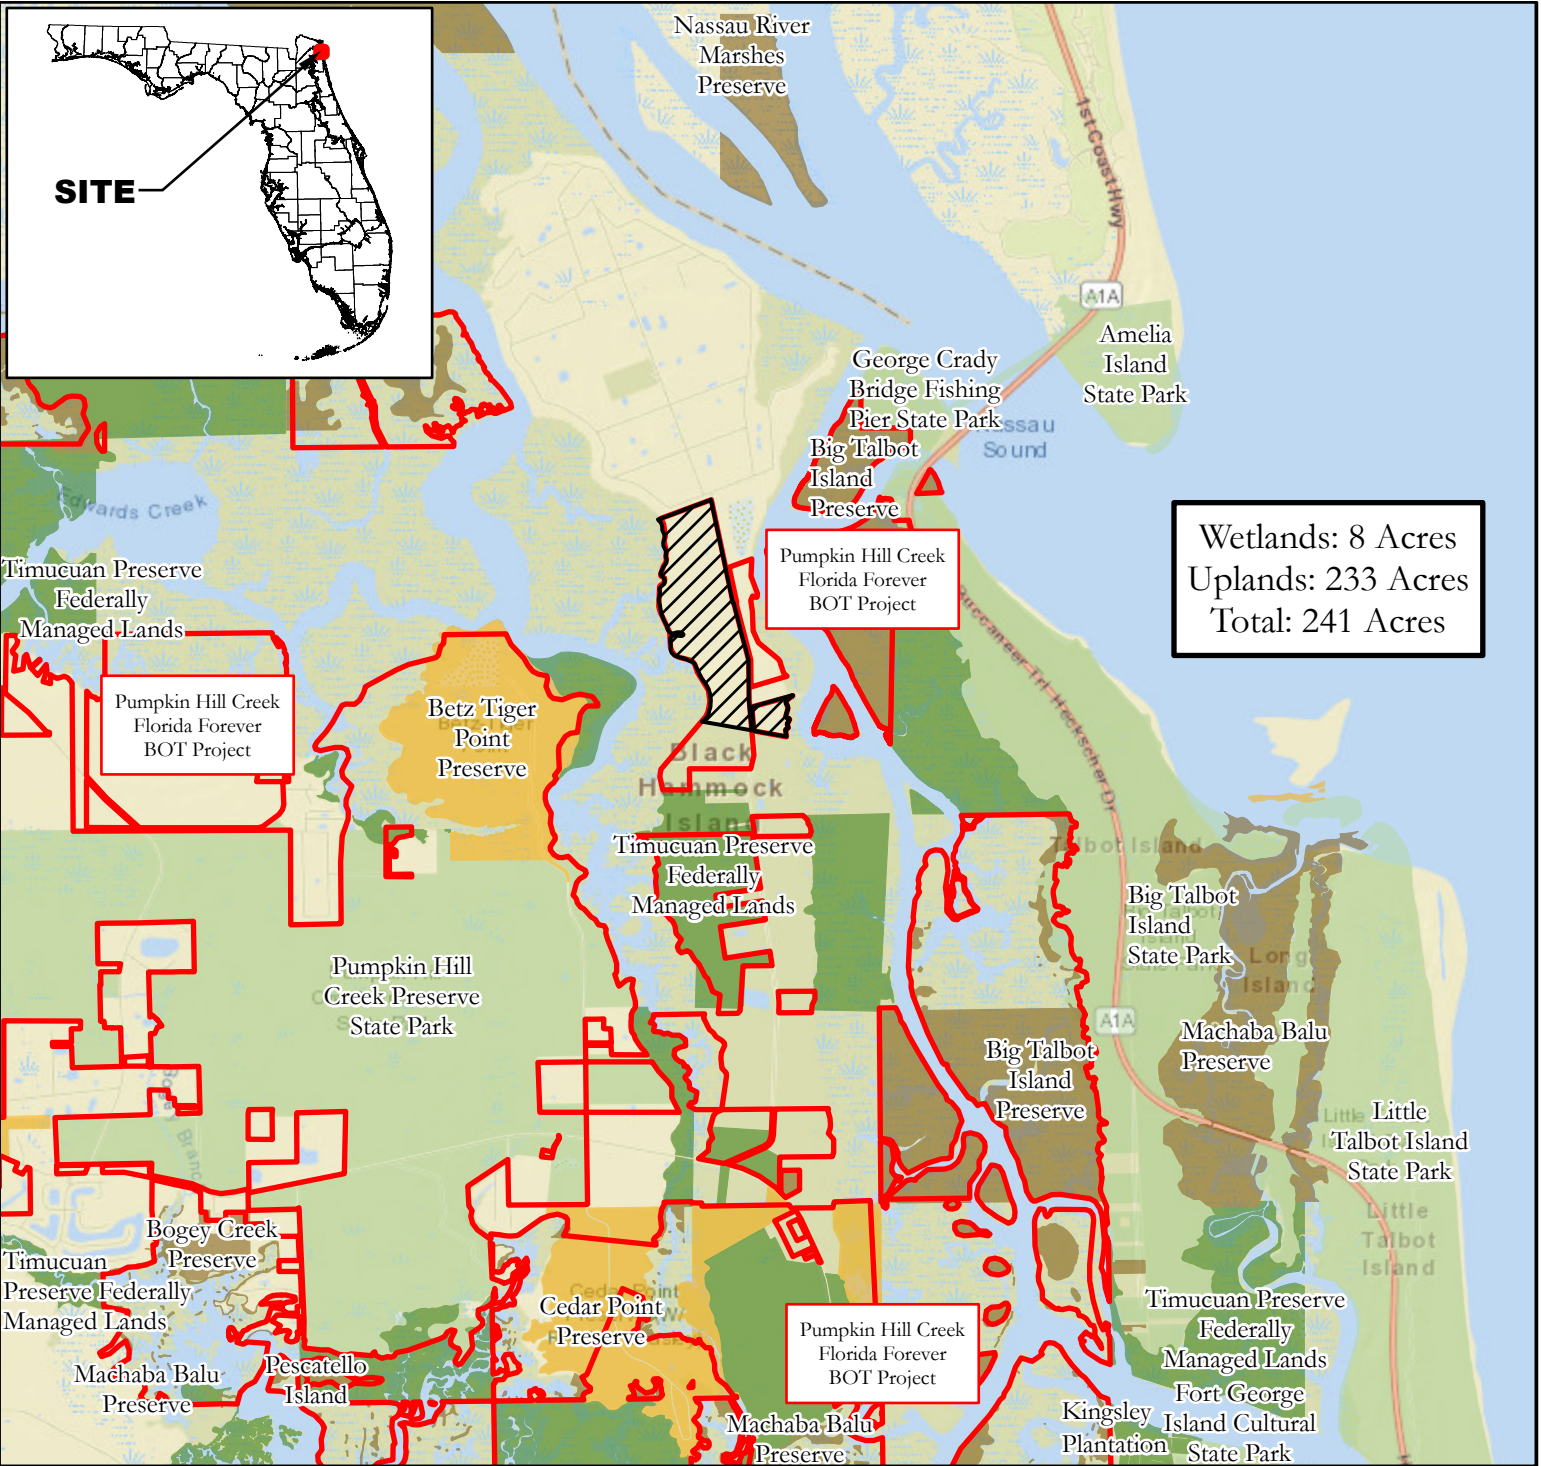 SITE
Nassau River
Marshes
Preserve
1st Coast Hwy
A1A
Amelia
Island
State Park
George Crady
Bridge Fishing
Pier State Park
Nassau
Sound
Big Talbot
Island
Preserve
Edwards Creek
Wetlands: 8 Acres
Uplands: 233 Acres
Total: 241 Acres
Pumpkin Hill Creek
Florida Forever
BOT Project
Timucuan Preserve
Federally
Managed Lands
Pumpkin Hill Creek
Florida Forever
BOT Project
Betz Tiger
Point
Preserve
Black
Hammock
Island
Heckscher Dr
Timucuan Preserve
Federally
Managed Lands
Talbot Island
Big Talbot
Island
State Park
Long
Island
Pumpkin Hill
Creek Preserve
State Park
A1A
Machaba Balu
Preserve
Big Talbot
Island
Preserve
Little
Talbot Island
State Park
Little
Talbot
Island
Bogey Creek
Preserve
Timucuan
Preserve Federally
Managed Lands
Cedar Point
Preserve
Pumpkin Hill Creek
Florida Forever
BOT Project
Timucuan Preserve
Federally
Managed Lands
Machaba Balu
Preserve
Pescatello
Island
Machaba Balu
Preserve
Kingsley
Plantation
Fort George
Island Cultural
State Park